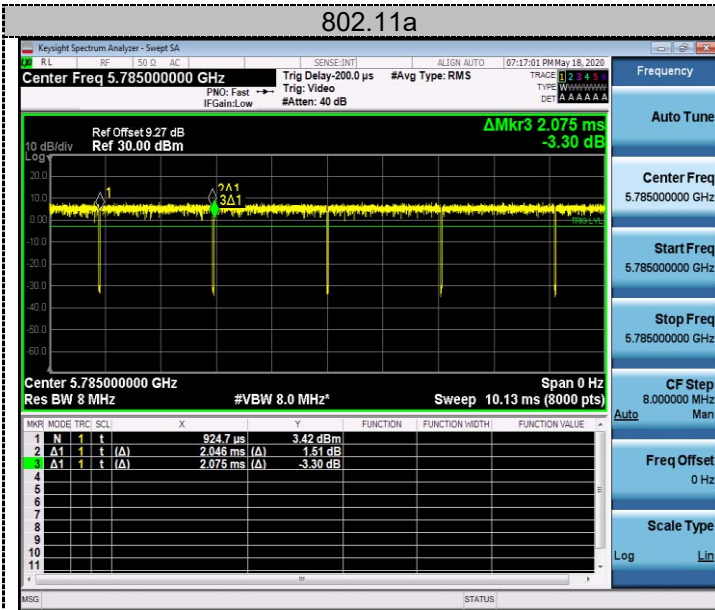 802.11a
Keysight Spectrum Analyzer - Swept SA
RL RF 50 Ω AC SENSE:INT ALIGN AUTO 07:17:01 PM May 18, 2020
Center Freq 5.785000000 GHz
PNO: Fast
IFGain:Low
Trig Delay-200.0 µs
Trig: Video
#Atten: 40 dB
#Avg Type: RMS
TRACE 1 2 3 4 5 6
TYPE WWWWWW
DET A A A A A A
Frequency
Auto Tune
Center Freq
5.785000000 GHz
Start Freq
5.785000000 GHz
Stop Freq
5.785000000 GHz
CF Step
8.000000 MHz
Auto Man
Freq Offset
0 Hz
Scale Type
Log Lin
ΔMkr3 2.075 ms
-3.30 dB
Ref Offset 9.27 dB
10 dB/div Ref 30.00 dBm
Log
20.0
10.0
0.00
-10.0
-20.0
-30.0
-40.0
-50.0
-60.0
1
2Δ1
3Δ1
TRIG LVL
Center 5.785000000 GHz Span 0 Hz
Res BW 8 MHz #VBW 8.0 MHz* Sweep 10.13 ms (8000 pts)
MKR MODE TRC SCL X Y FUNCTION FUNCTION WIDTH FUNCTION VALUE
1 N 1 t 924.7 µs 3.42 dBm
2 Δ1 1 t (Δ) 2.046 ms (Δ) 1.51 dB
3 Δ1 1 t (Δ) 2.075 ms (Δ) -3.30 dB
4
5
6
7
8
9
10
11
MSG STATUS